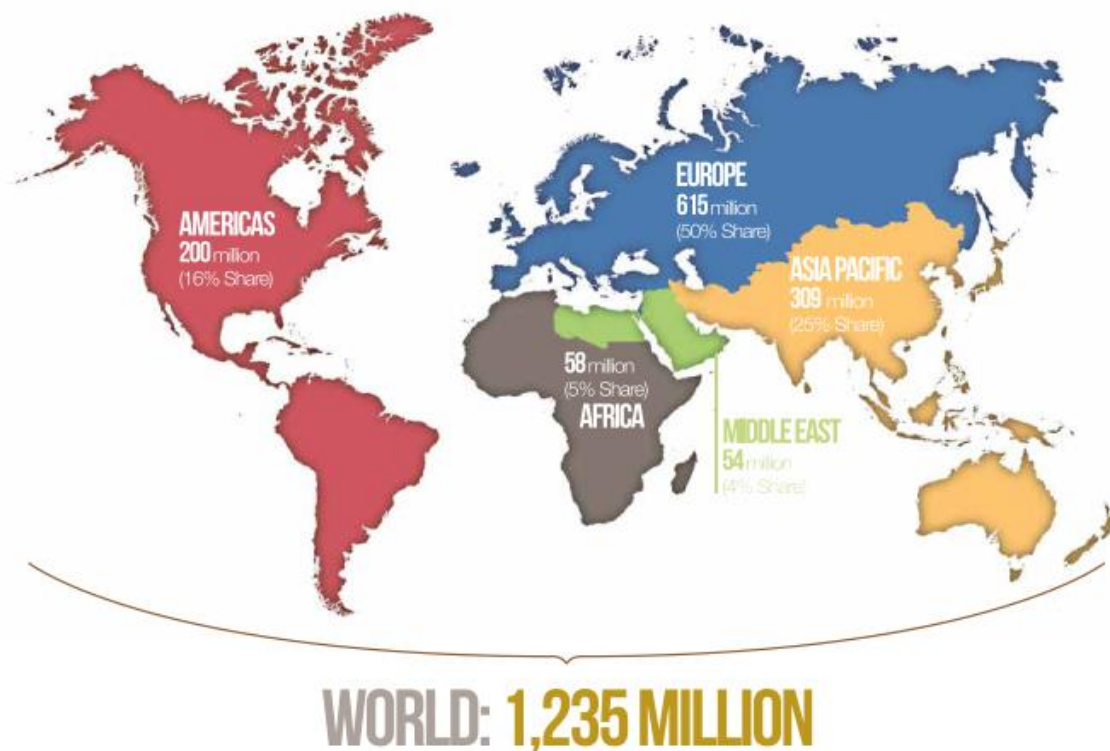 AMERICAS
200 million
(16% Share)
EUROPE
615 million
(50% Share)
ASIA PACIFIC
309 million
(25% Share)
58 million
(5% Share)
AFRICA
MIDDLE EAST
54 million
(4% Share)
WORLD: 1,235 MILLION